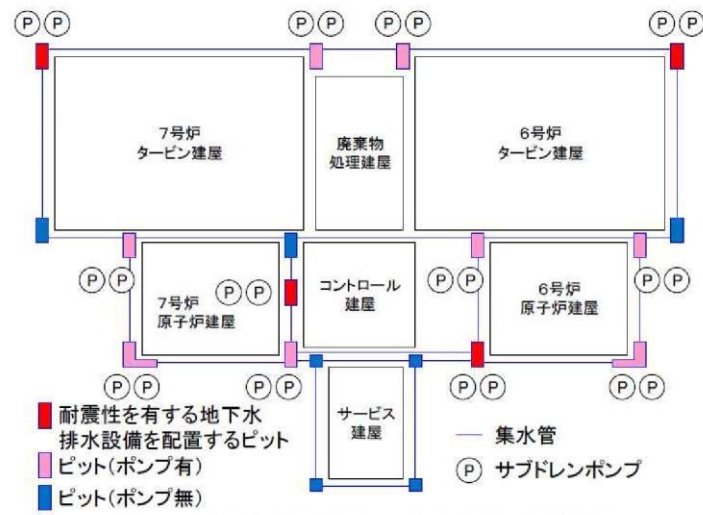 P P P P P P P P
7号炉
タービン建屋
廃棄物
処理建屋
6号炉
タービン建屋
P P
7号炉
原子炉建屋
P P
コントロール
建屋
P P
6号炉
原子炉建屋
P P
P P P P P P P P
耐震性を有する地下水
排水設備を配置するピット
ピット(ポンプ有)
ピット(ポンプ無)
サービス
建屋
集水管
P サブドレンポンプ